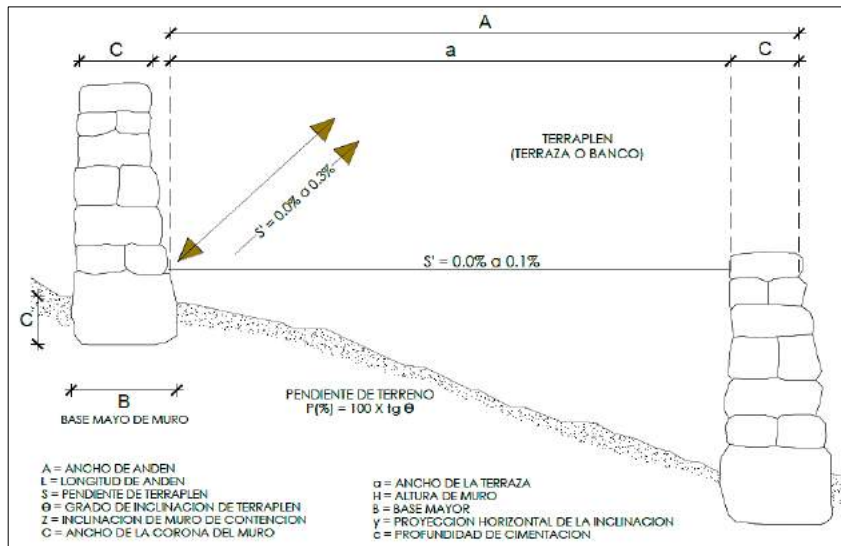 A
C
a
C
TERRAPLEN
(TERRAZA O BANCO)
S' = 0.0% a 0.3%
S' = 0.0% a 0.1%
C
B
BASE MAYO DE MURO
PENDIENTE DE TERRENO
P(%) = 100 X tg Θ
A = ANCHO DE ANDEN
L = LONGITUD DE ANDEN
S = PENDIENTE DE TERRAPLEN
Θ = GRADO DE INCLINACION DE TERRAPLEN
Z = INCLINACION DE MURO DE CONTENCION
C = ANCHO DE LA CORONA DEL MURO
a = ANCHO DE LA TERRAZA
H = ALTURA DE MURO
B = BASE MAYOR
y = PROYECCION HORIZONTAL DE LA INCLINACION
c = PROFUNDIDAD DE CIMENTACION